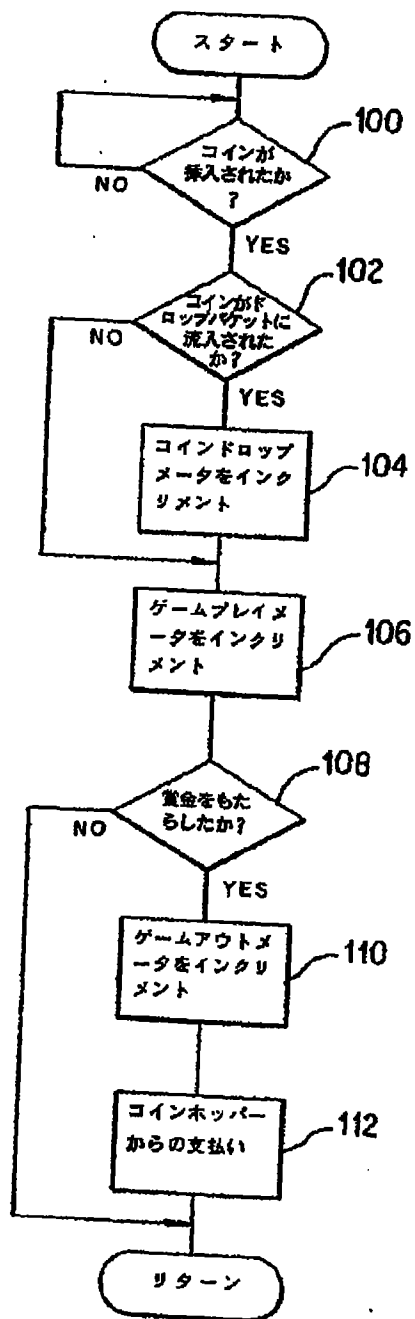 スタート
100
コインが
挿入されたか
?
NO
YES
102
コインがド
ロップバケットに
流入された
か?
NO
YES
コインドロップ
メータをインク
リメント
104
ゲームプレイメ
ータをインクリ
メント
106
108
賞金をもた
らしたか?
NO
YES
ゲームアウトメ
ータをインクリ
メント
110
コインホッパー
からの支払い
112
リターン